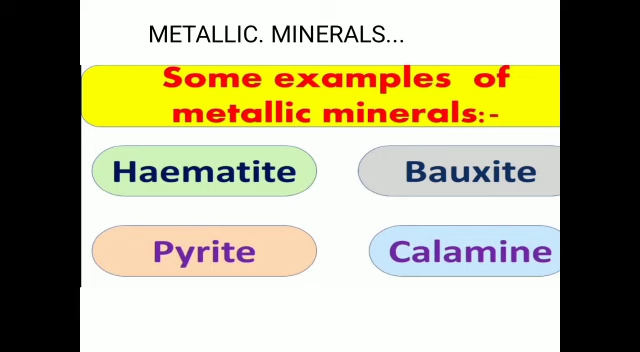 METALLIC. MINERALS...
Some examples of
metallic minerals:-
Haematite
Bauxite
Pyrite
Calamine